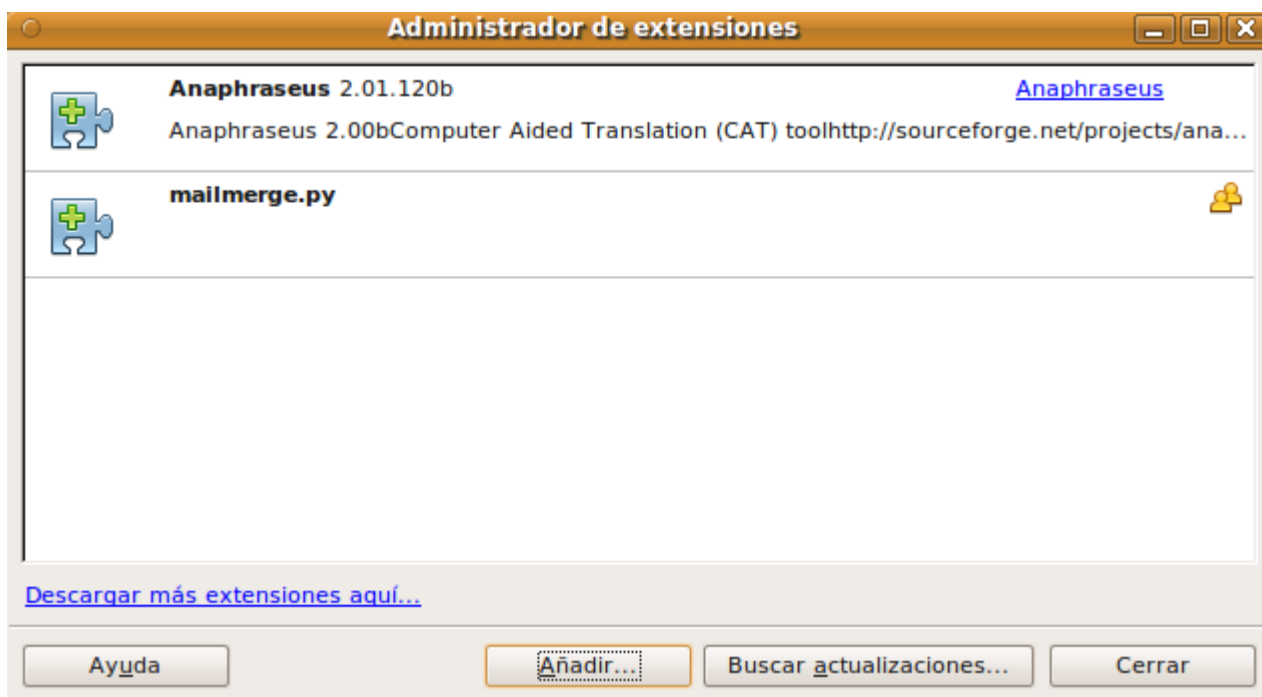 Administrador de extensiones
Anaphraseus 2.01.120b Anaphraseus
Anaphraseus 2.00bComputer Aided Translation (CAT) toolhttp://sourceforge.net/projects/ana...
mailmerge.py
Descargar más extensiones aquí...
Ayuda Añadir... Buscar actualizaciones... Cerrar